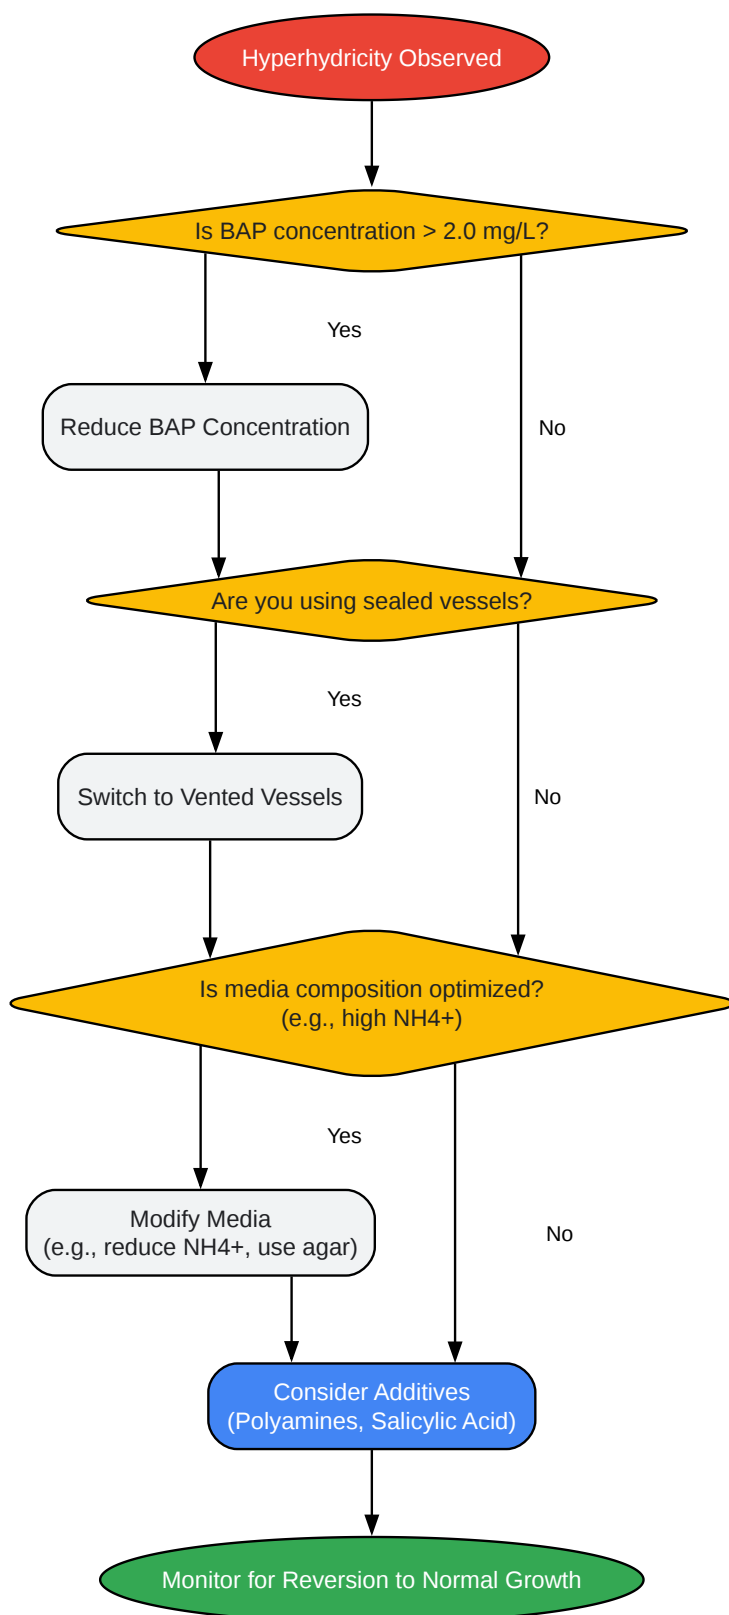 Hyperhydricity Observed
Is BAP concentration > 2.0 mg/L?
Yes
Reduce BAP Concentration
No
Are you using sealed vessels?
Yes
Switch to Vented Vessels
No
Is media composition optimized?
(e.g., high NH4+)
Yes
Modify Media
(e.g., reduce NH4+, use agar)
No
Consider Additives
(Polyamines, Salicylic Acid)
Monitor for Reversion to Normal Growth